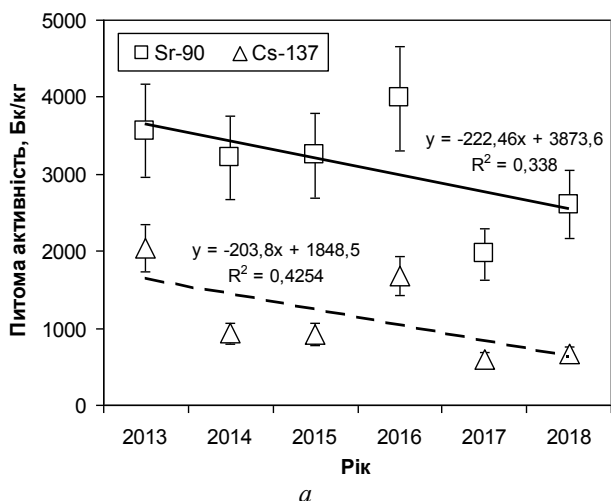 Питома активність, Бк/кг
5000
4000
3000
2000
1000
0
Sr-90 Cs-137
y = -222,46x + 3873,6
R² = 0,338
y = -203,8x + 1848,5
R² = 0,4254
2013 2014 2015 2016 2017 2018
Рік
а